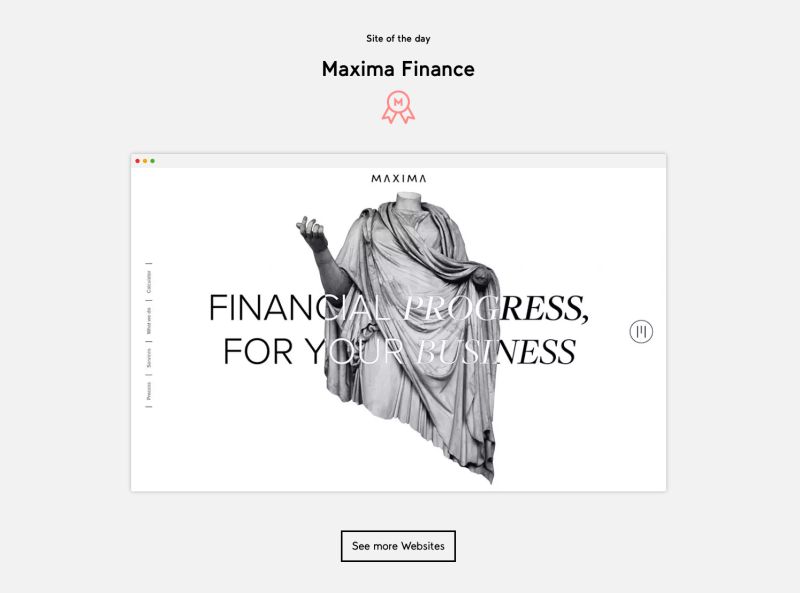 Site of the day
Maxima Finance
M
MAXIMA
Calculator
What we do
Services
Process
FINANCIAL PROGRESS,
FOR YOUR BUSINESS
See more Websites